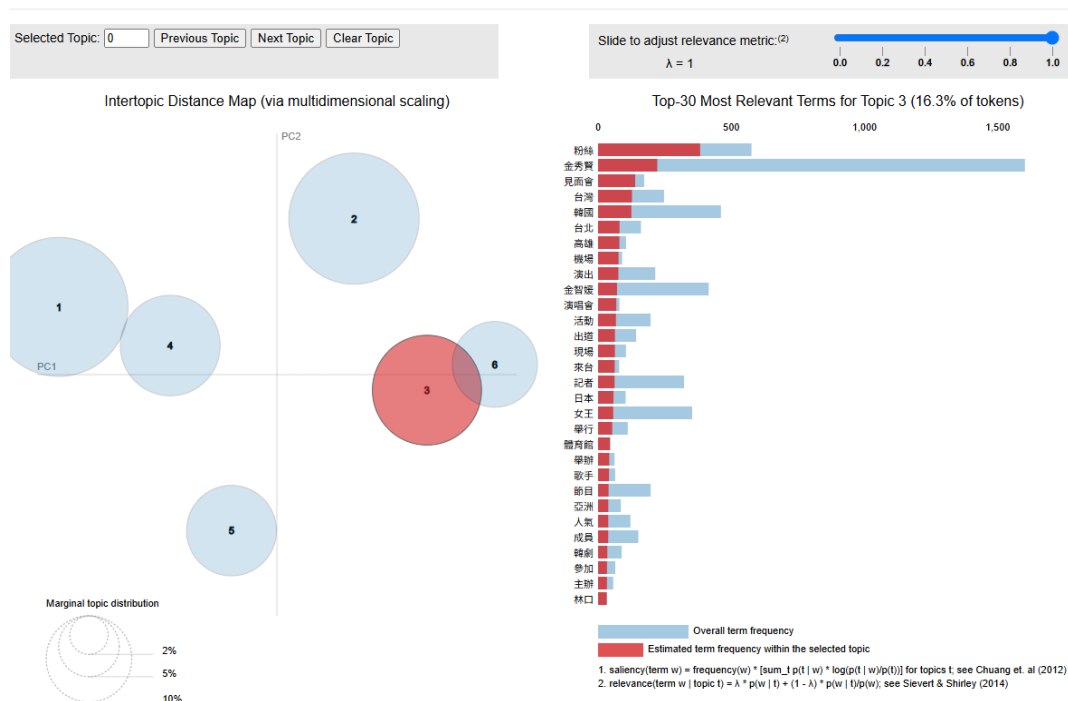 Selected Topic: 0 Previous Topic Next Topic Clear Topic
Slide to adjust relevance metric:(2)
λ = 1
0.0 0.2 0.4 0.6 0.8 1.0
Intertopic Distance Map (via multidimensional scaling)
PC2
PC1
1
2
3
4
5
6
Marginal topic distribution
2%
5%
10%
Top-30 Most Relevant Terms for Topic 3 (16.3% of tokens)
0 500 1,000 1,500
粉絲
金秀賢
見面會
台灣
韓國
台北
高雄
機場
演出
金智媛
演唱會
活動
出道
現場
來台
記者
日本
女王
舉行
體育館
舉辦
歌手
節目
亞洲
人氣
成員
韓劇
參加
主辦
林口
Overall term frequency
Estimated term frequency within the selected topic
1. saliency(term w) = frequency(w) * [sum_t p(t | w) * log(p(t | w)/p(t))] for topics t; see Chuang et. al (2012)
2. relevance(term w | topic t) = λ * p(w | t) + (1 - λ) * p(w | t)/p(w); see Sievert & Shirley (2014)